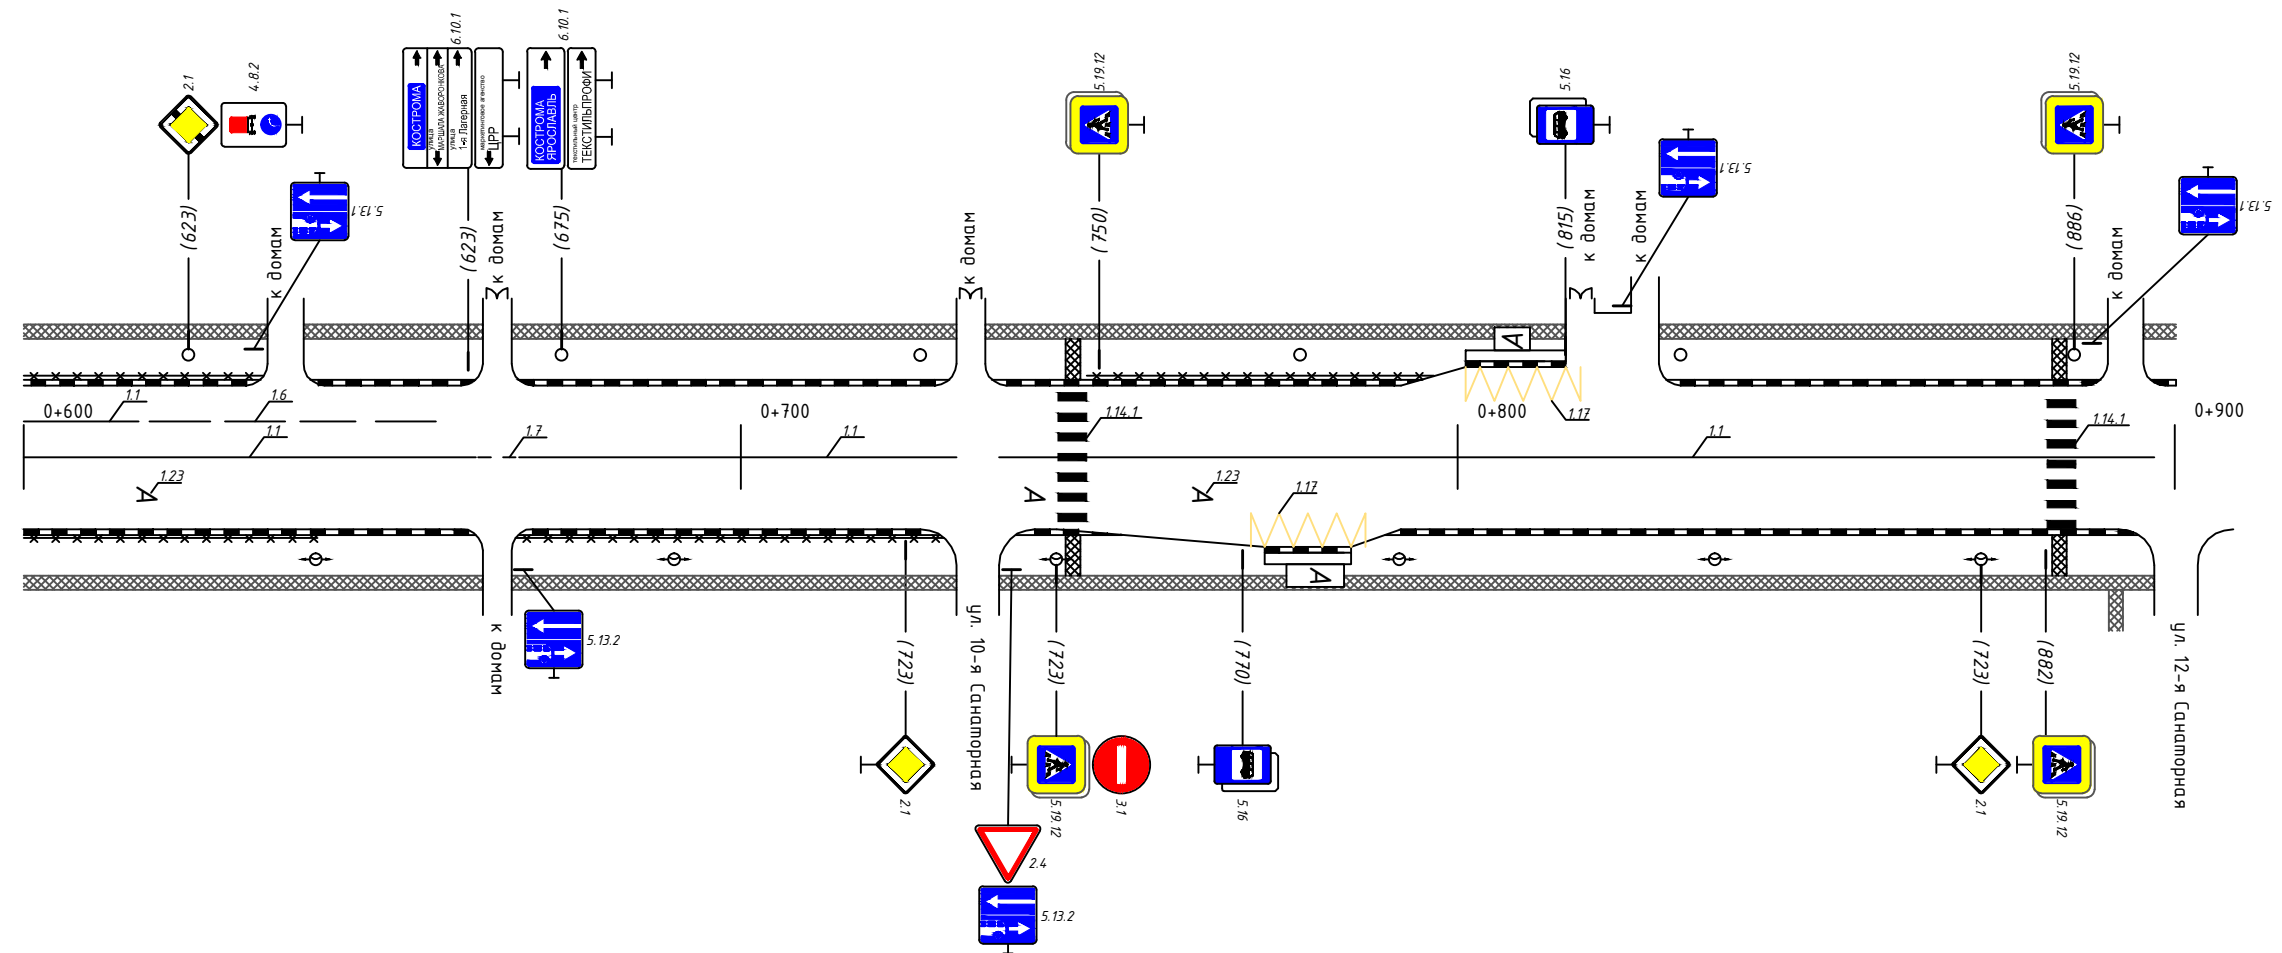 2.1
4.8.2
6.10.1
6.10.1
5.19.12
5.16
5.19.12
КОСТРОМА
улица
МАРШАЛА ЖАВОРОНКОВА
улица
1-я Лагерная
маркетинговое агентство
ЦРР
КОСТРОМА
ЯРОСЛАВЛЬ
текстильный центр
ТЕКСТИЛЬПРОФИ
5.13.1
5.13.1
5.13.1
(623)
(623)
(675)
(750)
(815)
(886)
к домам
к домам
к домам
к домам
к домам
к домам
А
0+600
1.1
1.6
1.1
1.7
0+700
1.1
1.14.1
0+800
1.17
1.1
1.14.1
0+900
А
1.23
А
А
1.23
1.17
А
к домам
5.13.2
(723)
ул. 10-я Санаторная
(723)
(770)
(723)
(882)
ул. 12-я Санаторная
2.1
5.19.12
3.1
5.16
2.1
5.19.12
2.4
5.13.2